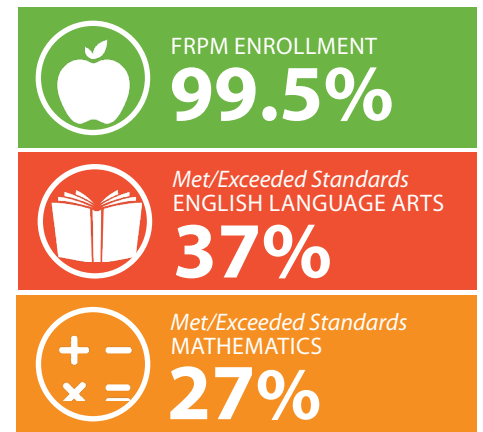 FRPM ENROLLMENT
99.5%
Met/Exceeded Standards
ENGLISH LANGUAGE ARTS
37%
Met/Exceeded Standards
MATHEMATICS
27%